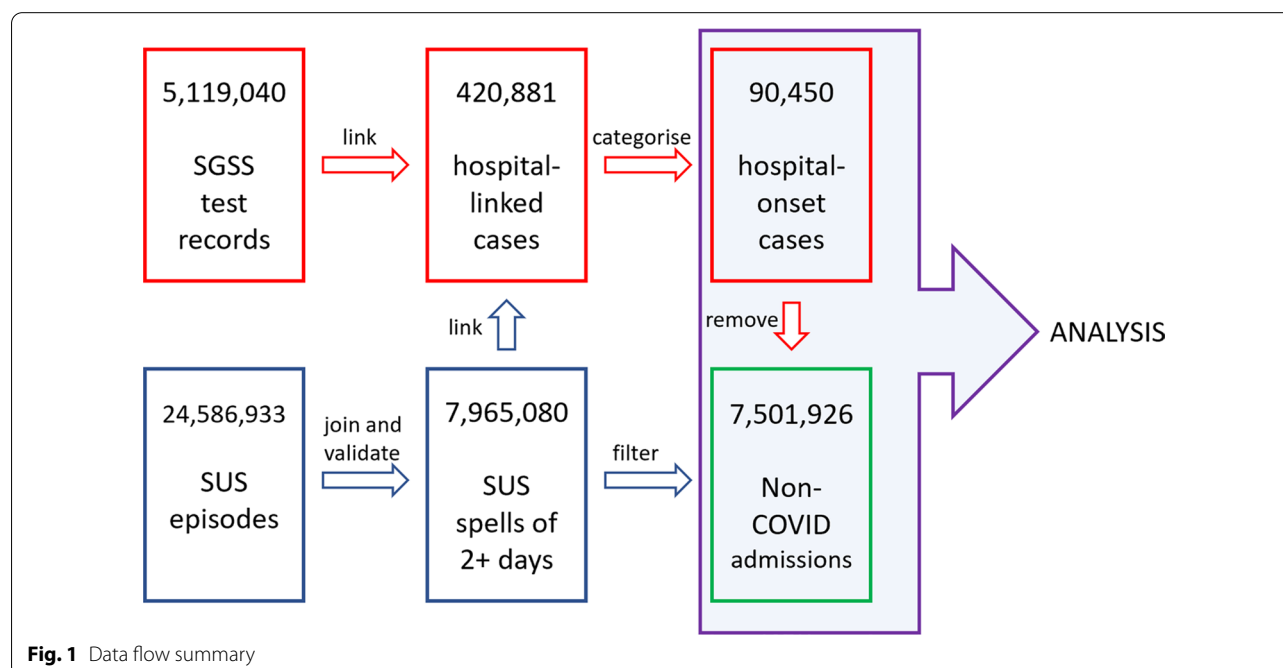 5,119,040
SGSS
test
records
link
420,881
hospital-
linked
cases
categorise
90,450
hospital-
onset
cases
link
remove
ANALYSIS
24,586,933
SUS
episodes
join and
validate
7,965,080
SUS
spells of
2+ days
filter
7,501,926
Non-
COVID
admissions
Fig. 1 Data flow summary